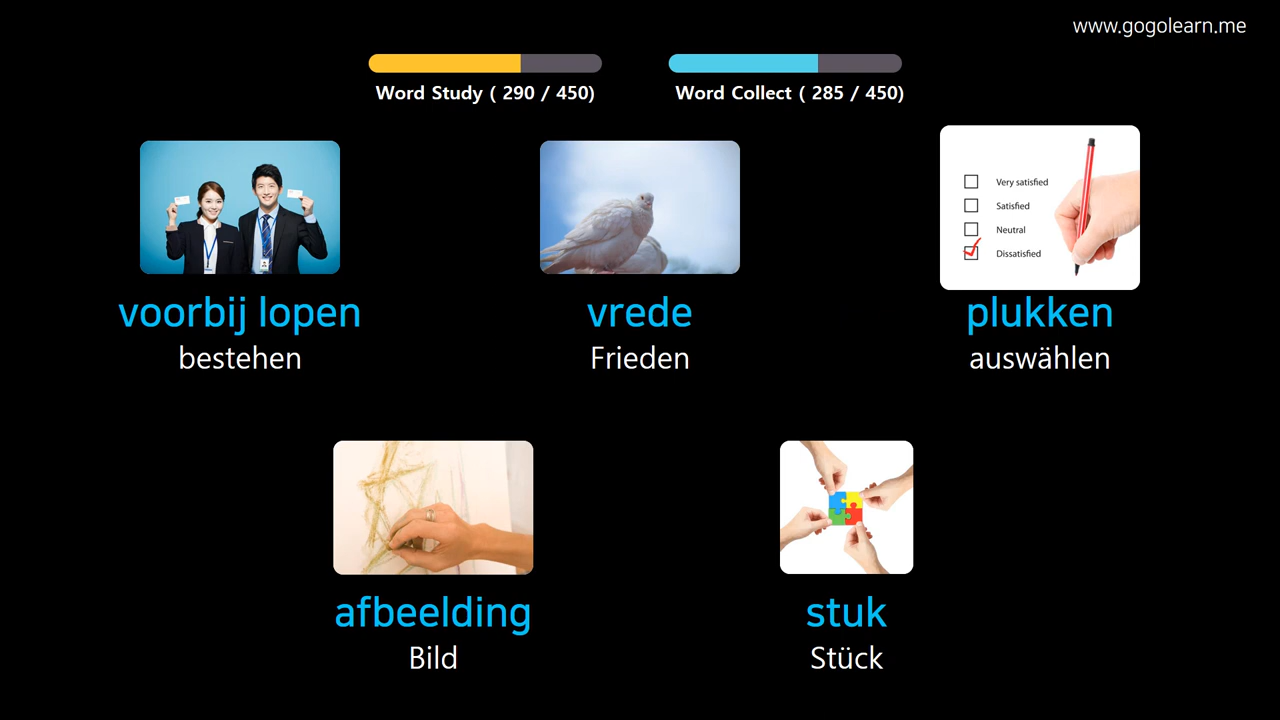 www.gogolearn.me
Word Study ( 290 / 450)
Word Collect ( 285 / 450)
Very satisfied
Satisfied
Neutral
Dissatisfied
voorbij lopen
bestehen
vrede
Frieden
plukken
auswählen
afbeelding
Bild
stuk
Stück